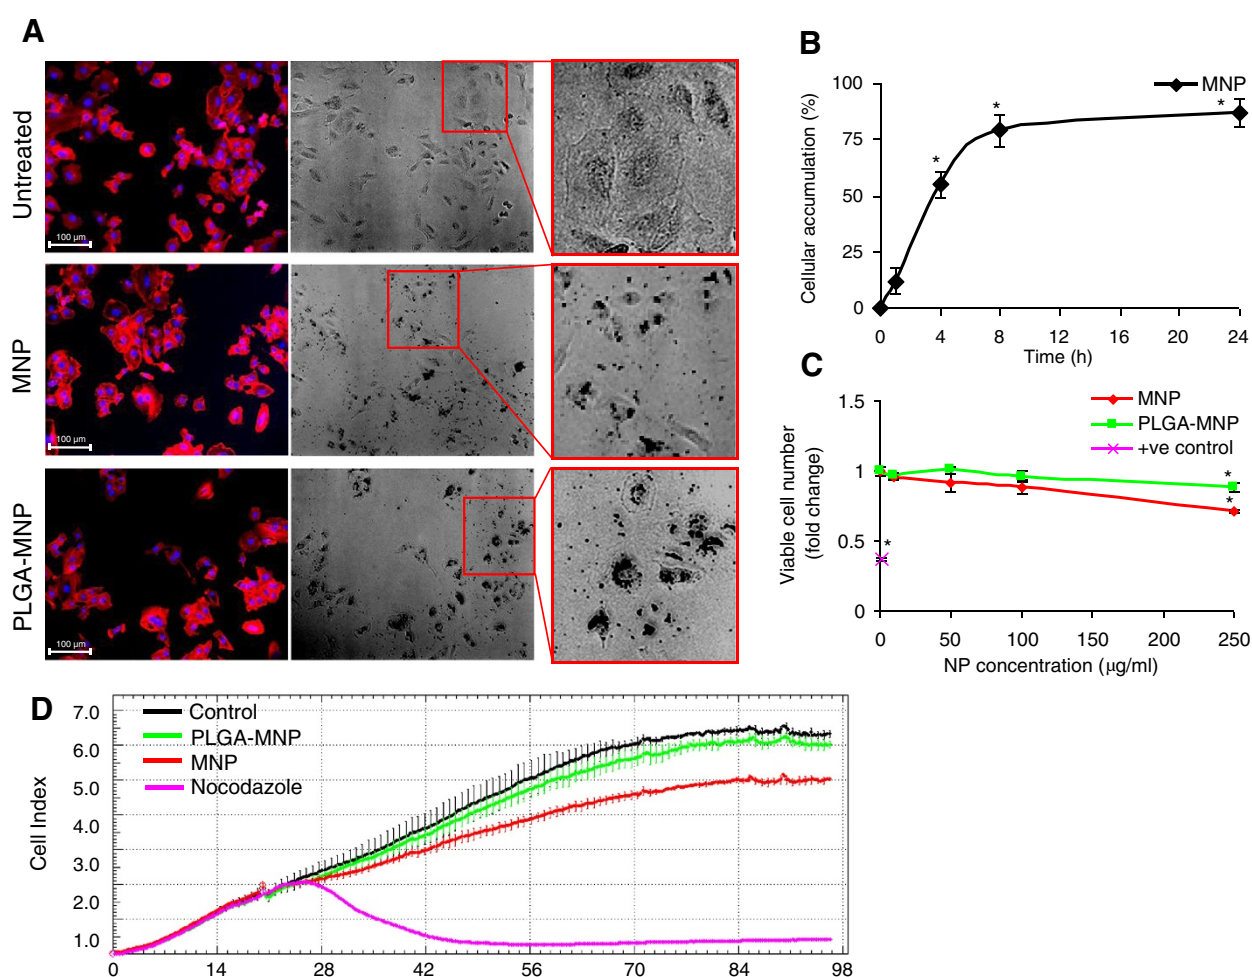 A
Untreated
100 µm
MNP
100 µm
PLGA-MNP
100 µm
B
MNP
Cellular accumulation (%)
100
75
50
25
0
* * *
0 4 8 12 16 20 24
Time (h)
C
MNP
PLGA-MNP
+ve control
Viable cell number
(fold change)
1.5
1
0.5
0
*
*
*
0 50 100 150 200 250
NP concentration (µg/ml)
D
Control
PLGA-MNP
MNP
Nocodazole
Cell Index
7.0
6.0
5.0
4.0
3.0
2.0
1.0
0 14 28 42 56 70 84 98